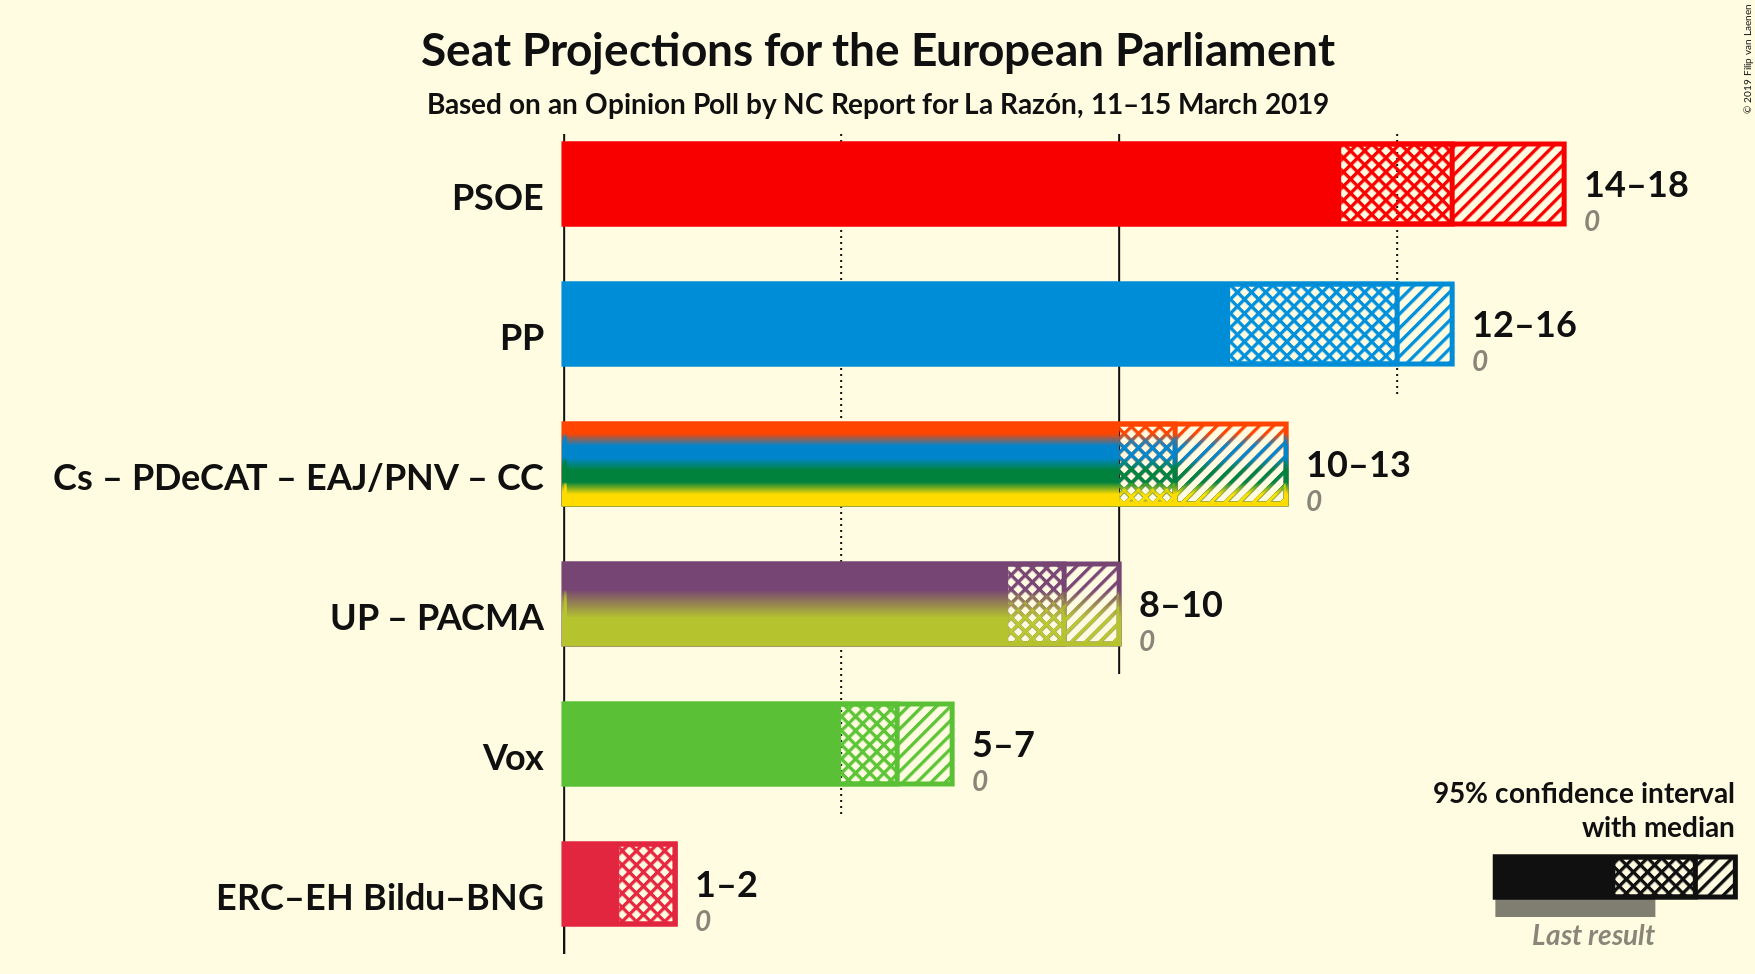 Seat Projections for the European Parliament
Based on an Opinion Poll by NC Report for La Razón, 11–15 March 2019
© 2019 Filip van Laenen
PSOE
14–18
0
PP
12–16
0
Cs – PDeCAT – EAJ/PNV – CC
10–13
0
UP – PACMA
8–10
0
Vox
5–7
0
ERC–EH Bildu–BNG
1–2
0
95% confidence interval
with median
Last result